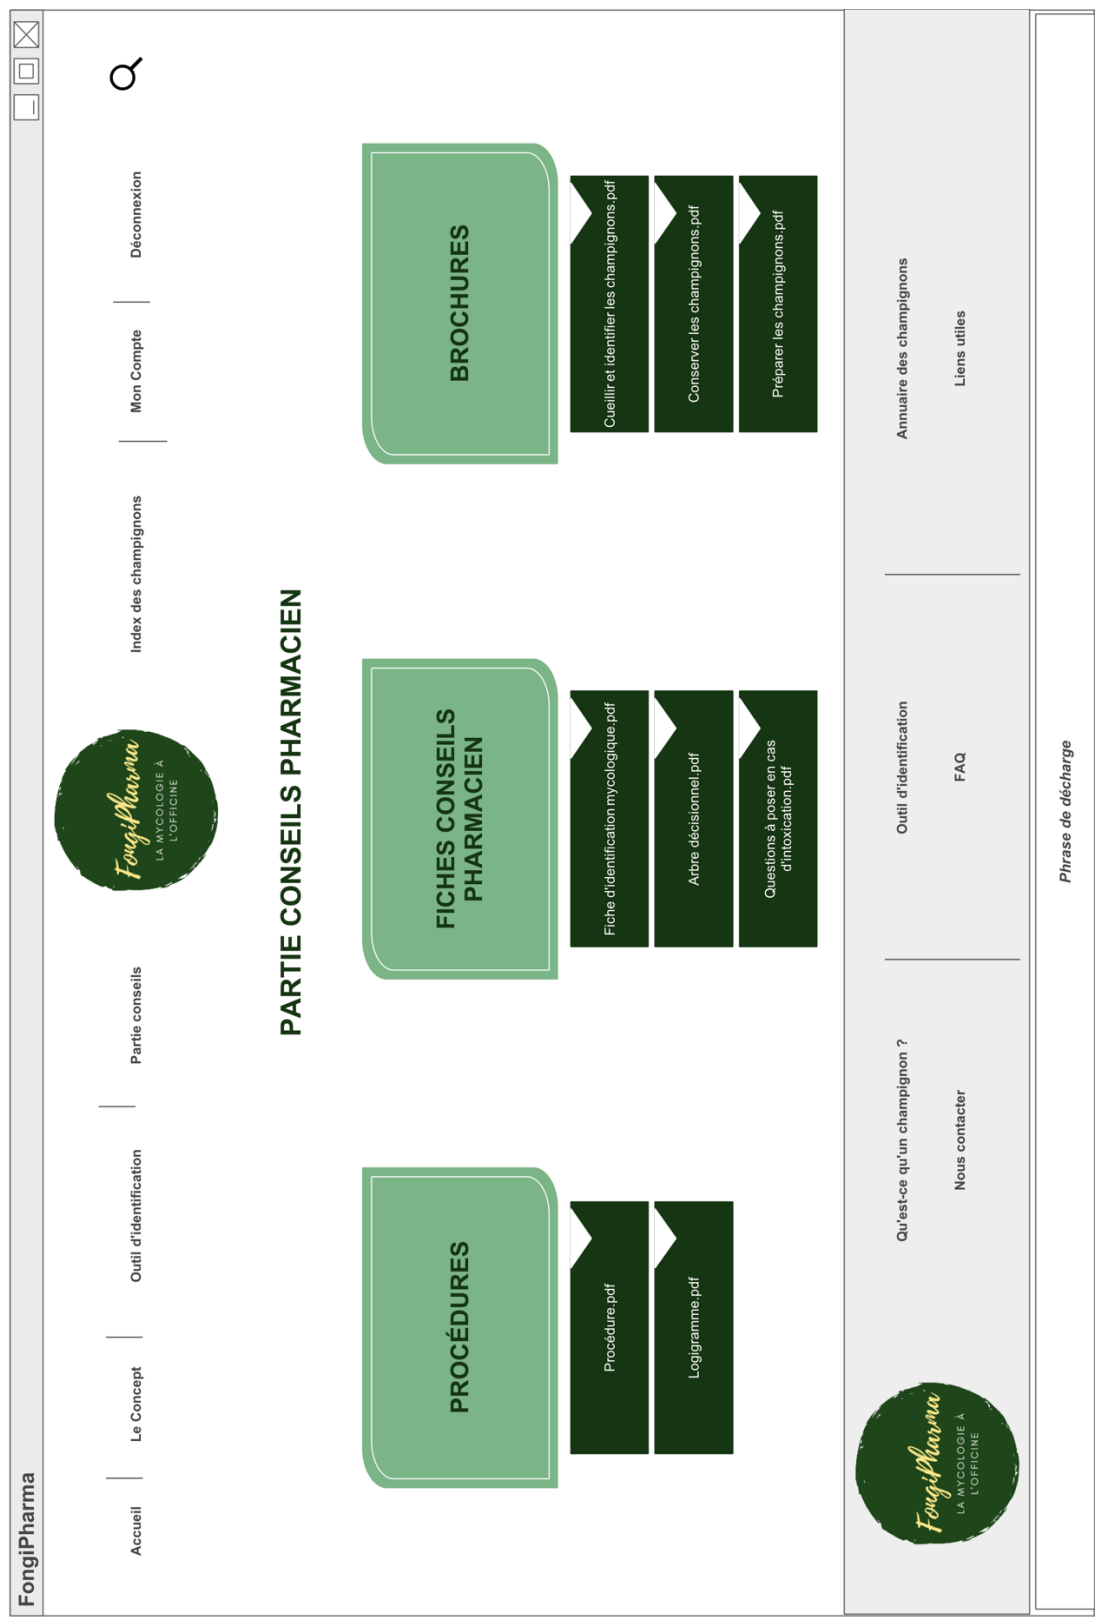 FongiPharma
Accueil
Le Concept
Outil d'identification
Partie conseils
FongiPharma
LA MYCOLOGIE À
L'OFFICINE
Index des champignons
Mon Compte
Déconnexion
PARTIE CONSEILS PHARMACIEN
PROCÉDURES
Procédure.pdf
Logigramme.pdf
FICHES CONSEILS
PHARMACIEN
Fiche d'identification mycologique.pdf
Arbre décisionnel.pdf
Questions à poser en cas
d'intoxication.pdf
BROCHURES
Cueillir et identifier les champignons.pdf
Conserver les champignons.pdf
Préparer les champignons.pdf
FongiPharma
LA MYCOLOGIE À
L'OFFICINE
Qu'est-ce qu'un champignon ?
Nous contacter
Outil d'identification
FAQ
Annuaire des champignons
Liens utiles
Phrase de décharge